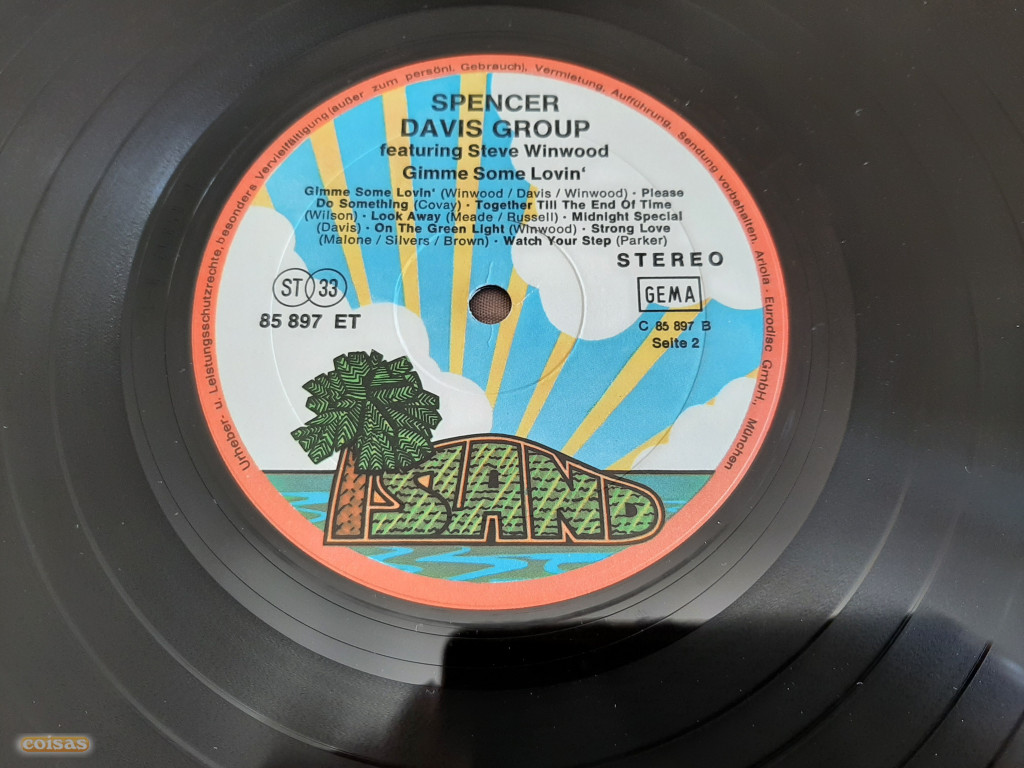 Urheber- u. Leistungsschutzrechte, besonders Vervielfältigung (außer zum persönl. Gebrauch), Vermietung, Aufführung, Sendung vorbehalten. Ariola - Eurodisc GmbH., München
SPENCER
DAVIS GROUP
featuring Steve Winwood
Gimme Some Lovin'
Gimme Some Lovin' (Winwood / Davis / Winwood) · Please
Do Something (Covay) · Together Till The End Of Time
(Wilson) · Look Away (Meade / Russell) · Midnight Special
(Davis) · On The Green Light (Winwood) · Strong Love
(Malone / Silvers / Brown) · Watch Your Step (Parker)
STEREO
ST 33
GEMA
85 897 ET
C 85 897 B
Seite 2
ISLAND
coisas